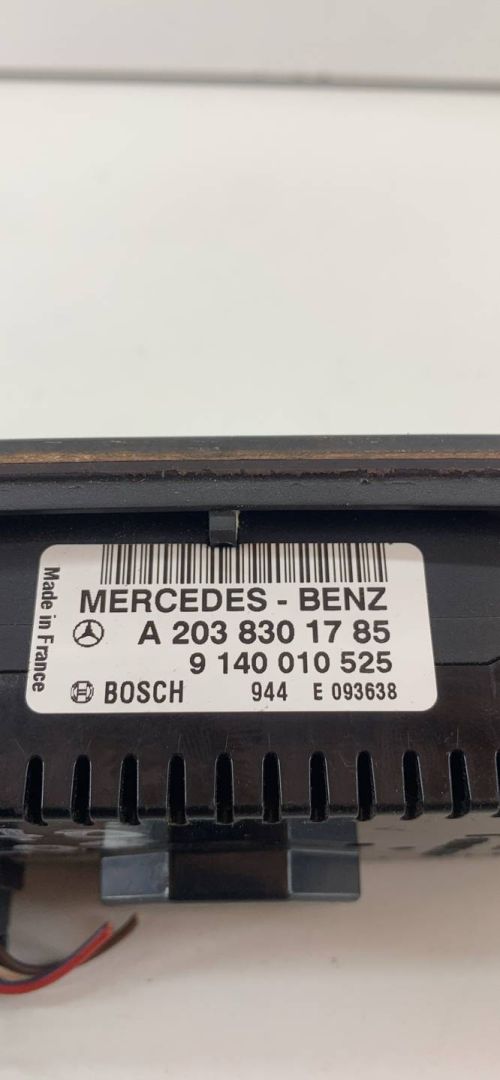 MERCEDES - BENZ
A 203 830 17 85
9 140 010 525
BOSCH 944 E 093638
Made in France